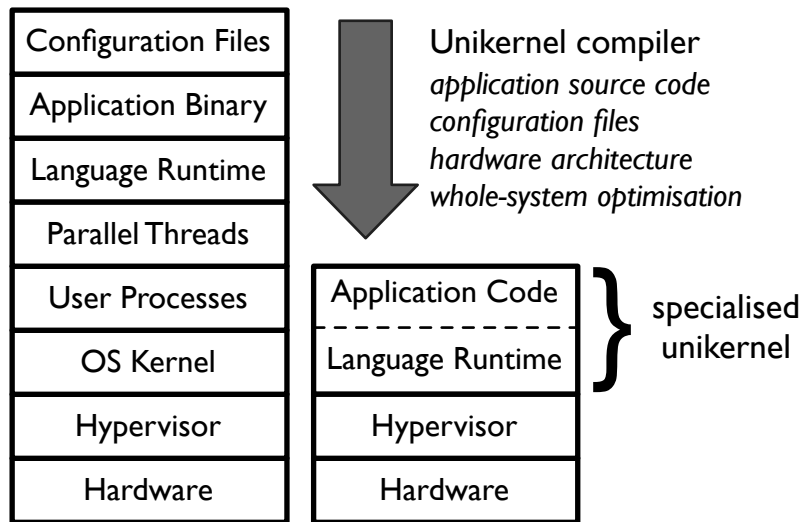 Configuration Files
Application Binary
Language Runtime
Parallel Threads
User Processes
OS Kernel
Hypervisor
Hardware
Unikernel compiler
application source code
configuration files
hardware architecture
whole-system optimisation
Application Code
Language Runtime
Hypervisor
Hardware
specialised
unikernel